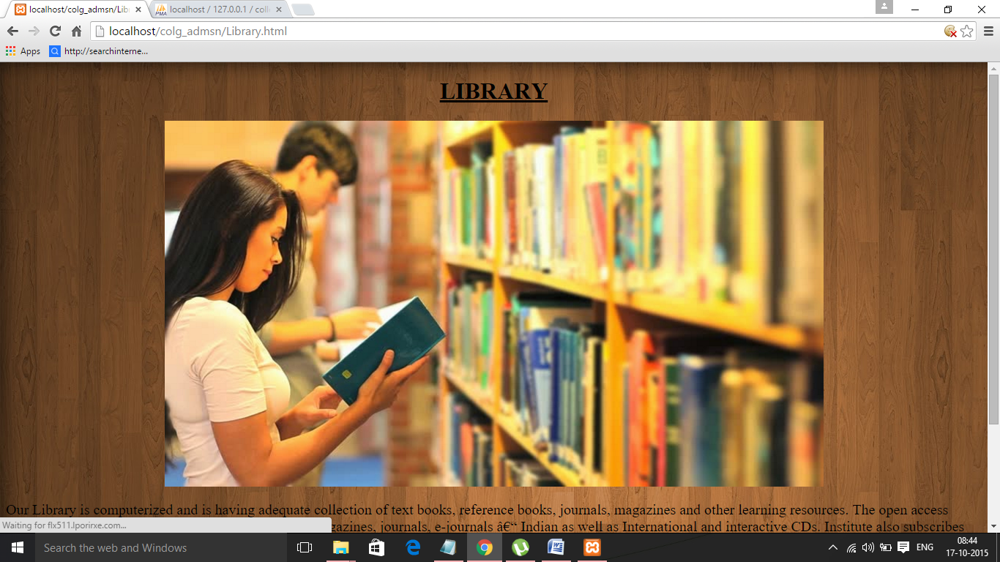 localhost/colg_admsn/Lib
localhost / 127.0.0.1 / coll
localhost/colg_admsn/Library.html
Apps
http://searchinterne...
LIBRARY
Our Library is computerized and is having adequate collection of text books, reference books, journals, magazines and other learning resources. The open access
gazines, journals, e-journals â€“ Indian as well as International and interactive CDs. Institute also subscribes
Waiting for flx511.lporirxe.com...
Search the web and Windows
ENG
08:44
17-10-2015